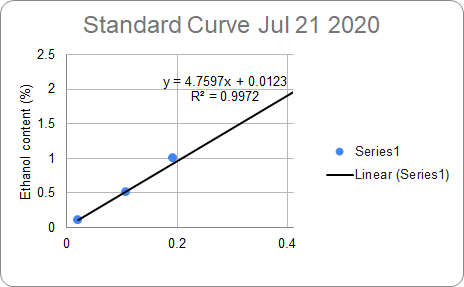 Standard Curve Jul 21 2020
2.5
y = 4.7597x + 0.0123
R² = 0.9972
2
1.5
1
0.5
0
Ethanol content (%)
0 0.2 0.4
Series1
Linear (Series1)